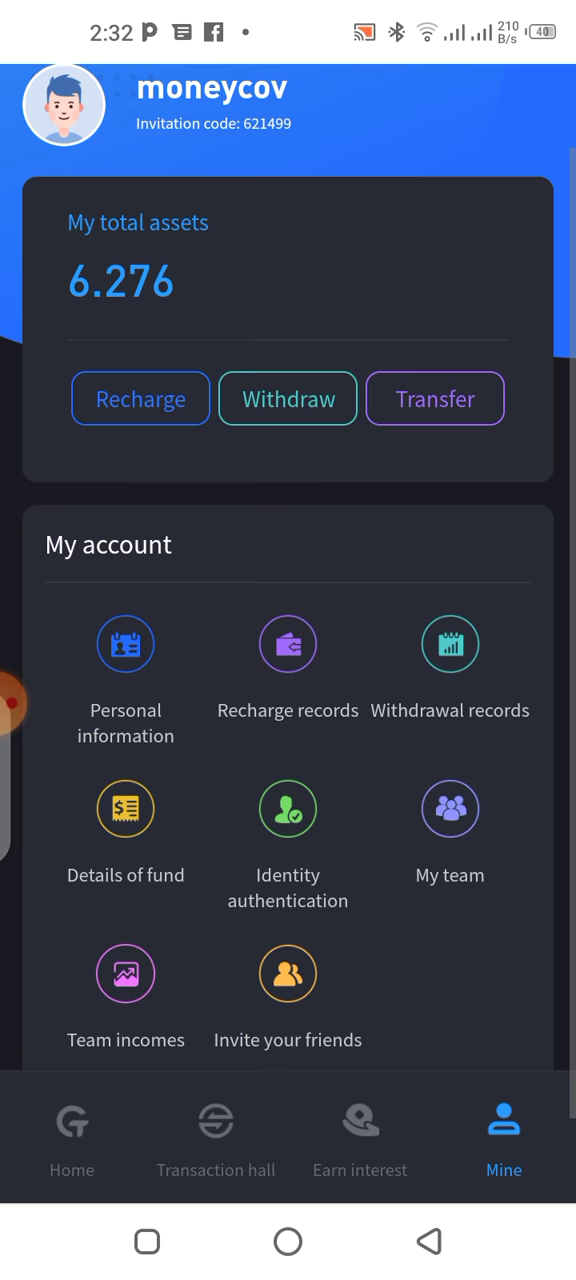 2:32
210
B/s
40
moneycov
Invitation code: 621499
My total assets
6.276
Recharge
Withdraw
Transfer
My account
Personal
information
Recharge records
Withdrawal records
Details of fund
Identity
authentication
My team
Team incomes
Invite your friends
Home
Transaction hall
Earn interest
Mine